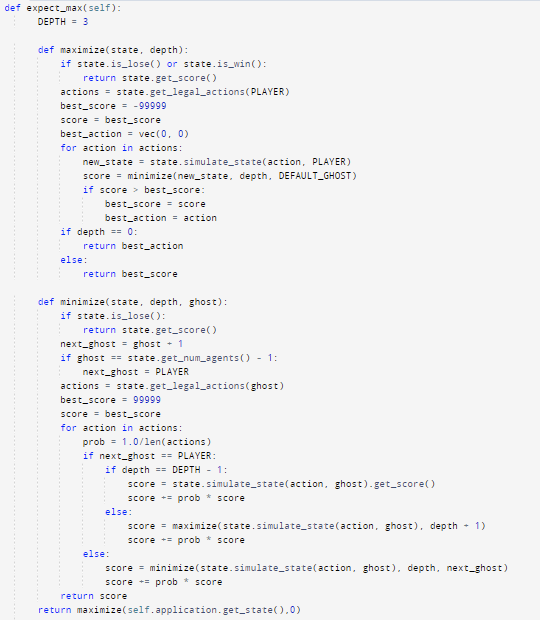 def expect_max(self):
    DEPTH = 3

    def maximize(state, depth):
        if state.is_lose() or state.is_win():
            return state.get_score()
        actions = state.get_legal_actions(PLAYER)
        best_score = -99999
        score = best_score
        best_action = vec(0, 0)
        for action in actions:
            new_state = state.simulate_state(action, PLAYER)
            score = minimize(new_state, depth, DEFAULT_GHOST)
            if score > best_score:
                best_score = score
                best_action = action
        if depth == 0:
            return best_action
        else:
            return best_score

    def minimize(state, depth, ghost):
        if state.is_lose():
            return state.get_score()
        next_ghost = ghost + 1
        if ghost == state.get_num_agents() - 1:
            next_ghost = PLAYER
        actions = state.get_legal_actions(ghost)
        best_score = 99999
        score = best_score
        for action in actions:
            prob = 1.0/len(actions)
            if next_ghost == PLAYER:
                if depth == DEPTH - 1:
                    score = state.simulate_state(action, ghost).get_score()
                    score += prob * score
                else:
                    score = maximize(state.simulate_state(action, ghost), depth + 1)
                    score += prob * score
            else:
                score = minimize(state.simulate_state(action, ghost), depth, next_ghost)
                score += prob * score
        return score
    return maximize(self.application.get_state(),0)